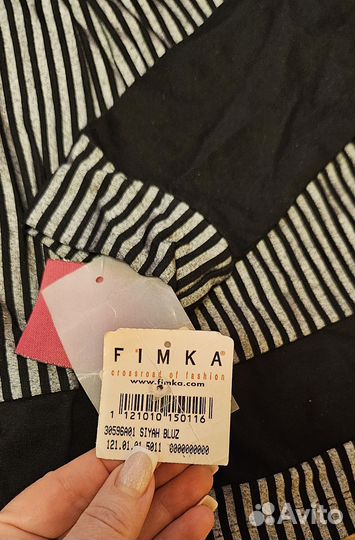 FIMKA
crossroad of fashion
www.fimka.com
1 121010 150116
30596A01 SIYAH BLUZ
121.01.01.5011 0000000000
Avito